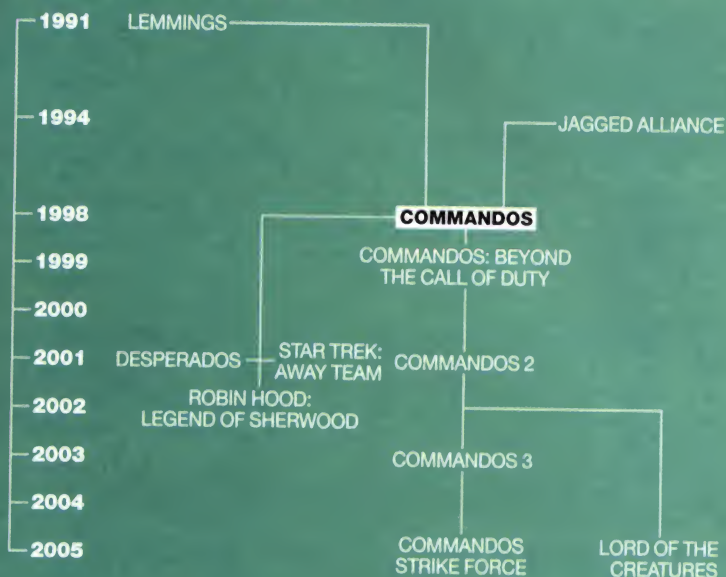 1991 LEMMINGS
1994
JAGGED ALLIANCE
1998
COMMANDOS
1999
COMMANDOS: BEYOND
THE CALL OF DUTY
2000
2001
DESPERADOS
STAR TREK:
AWAY TEAM
COMMANDOS 2
2002
ROBIN HOOD:
LEGEND OF SHERWOOD
2003
COMMANDOS 3
2004
2005
COMMANDOS
STRIKE FORCE
LORD OF THE
CREATURES